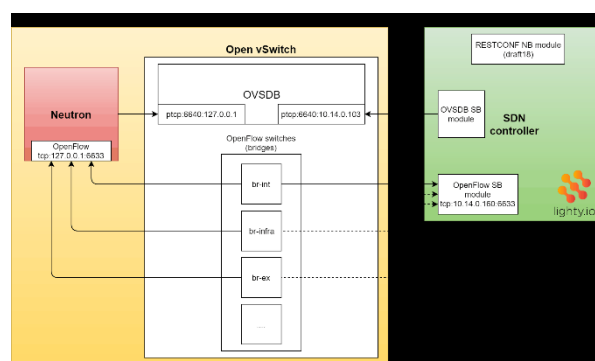 Open vSwitch
OVSDB
ptcp:6640:127.0.0.1
ptcp:6640:10.14.0.103
Neutron
OpenFlow
tcp:127.0.0.1:6633
OpenFlow switches
(bridges)
br-int
br-infra
br-ex
....
RESTCONF NB module
(draft18)
OVSDB SB
module
SDN
controller
OpenFlow SB
module
tcp:10.14.0.160:6633
lighty.io